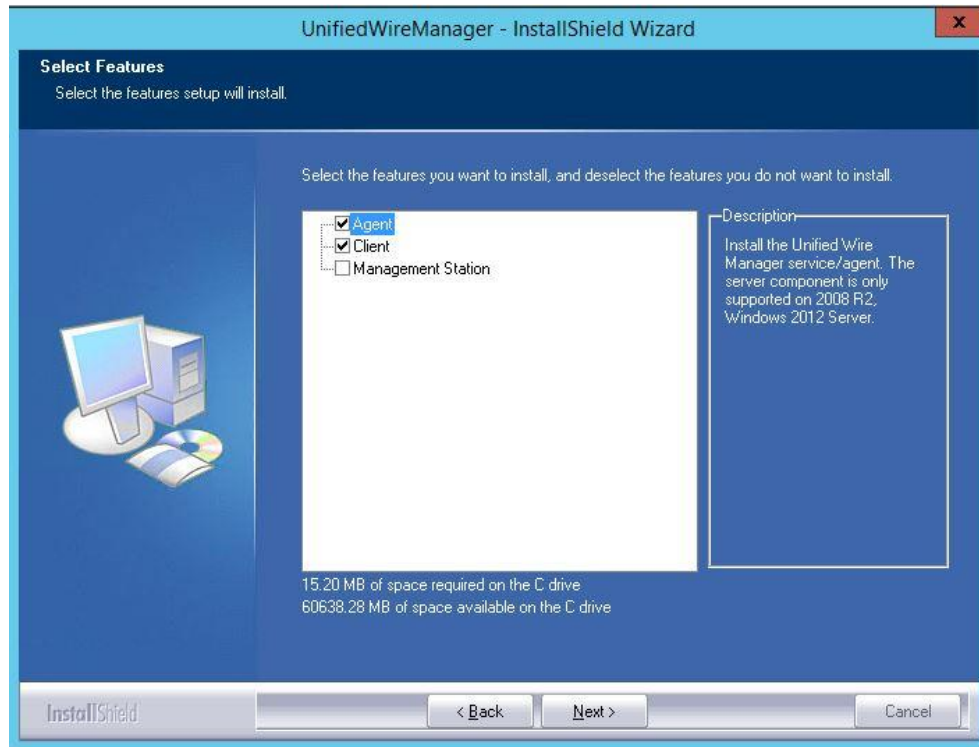 UnifiedWireManager - InstallShield Wizard
x
Select Features
Select the features setup will install.
Select the features you want to install, and deselect the features you do not want to install.
Agent
Client
Management Station
Description
Install the Unified Wire
Manager service/agent. The
server component is only
supported on 2008 R2,
Windows 2012 Server.
15.20 MB of space required on the C drive
60638.28 MB of space available on the C drive
InstallShield
< Back
Next >
Cancel